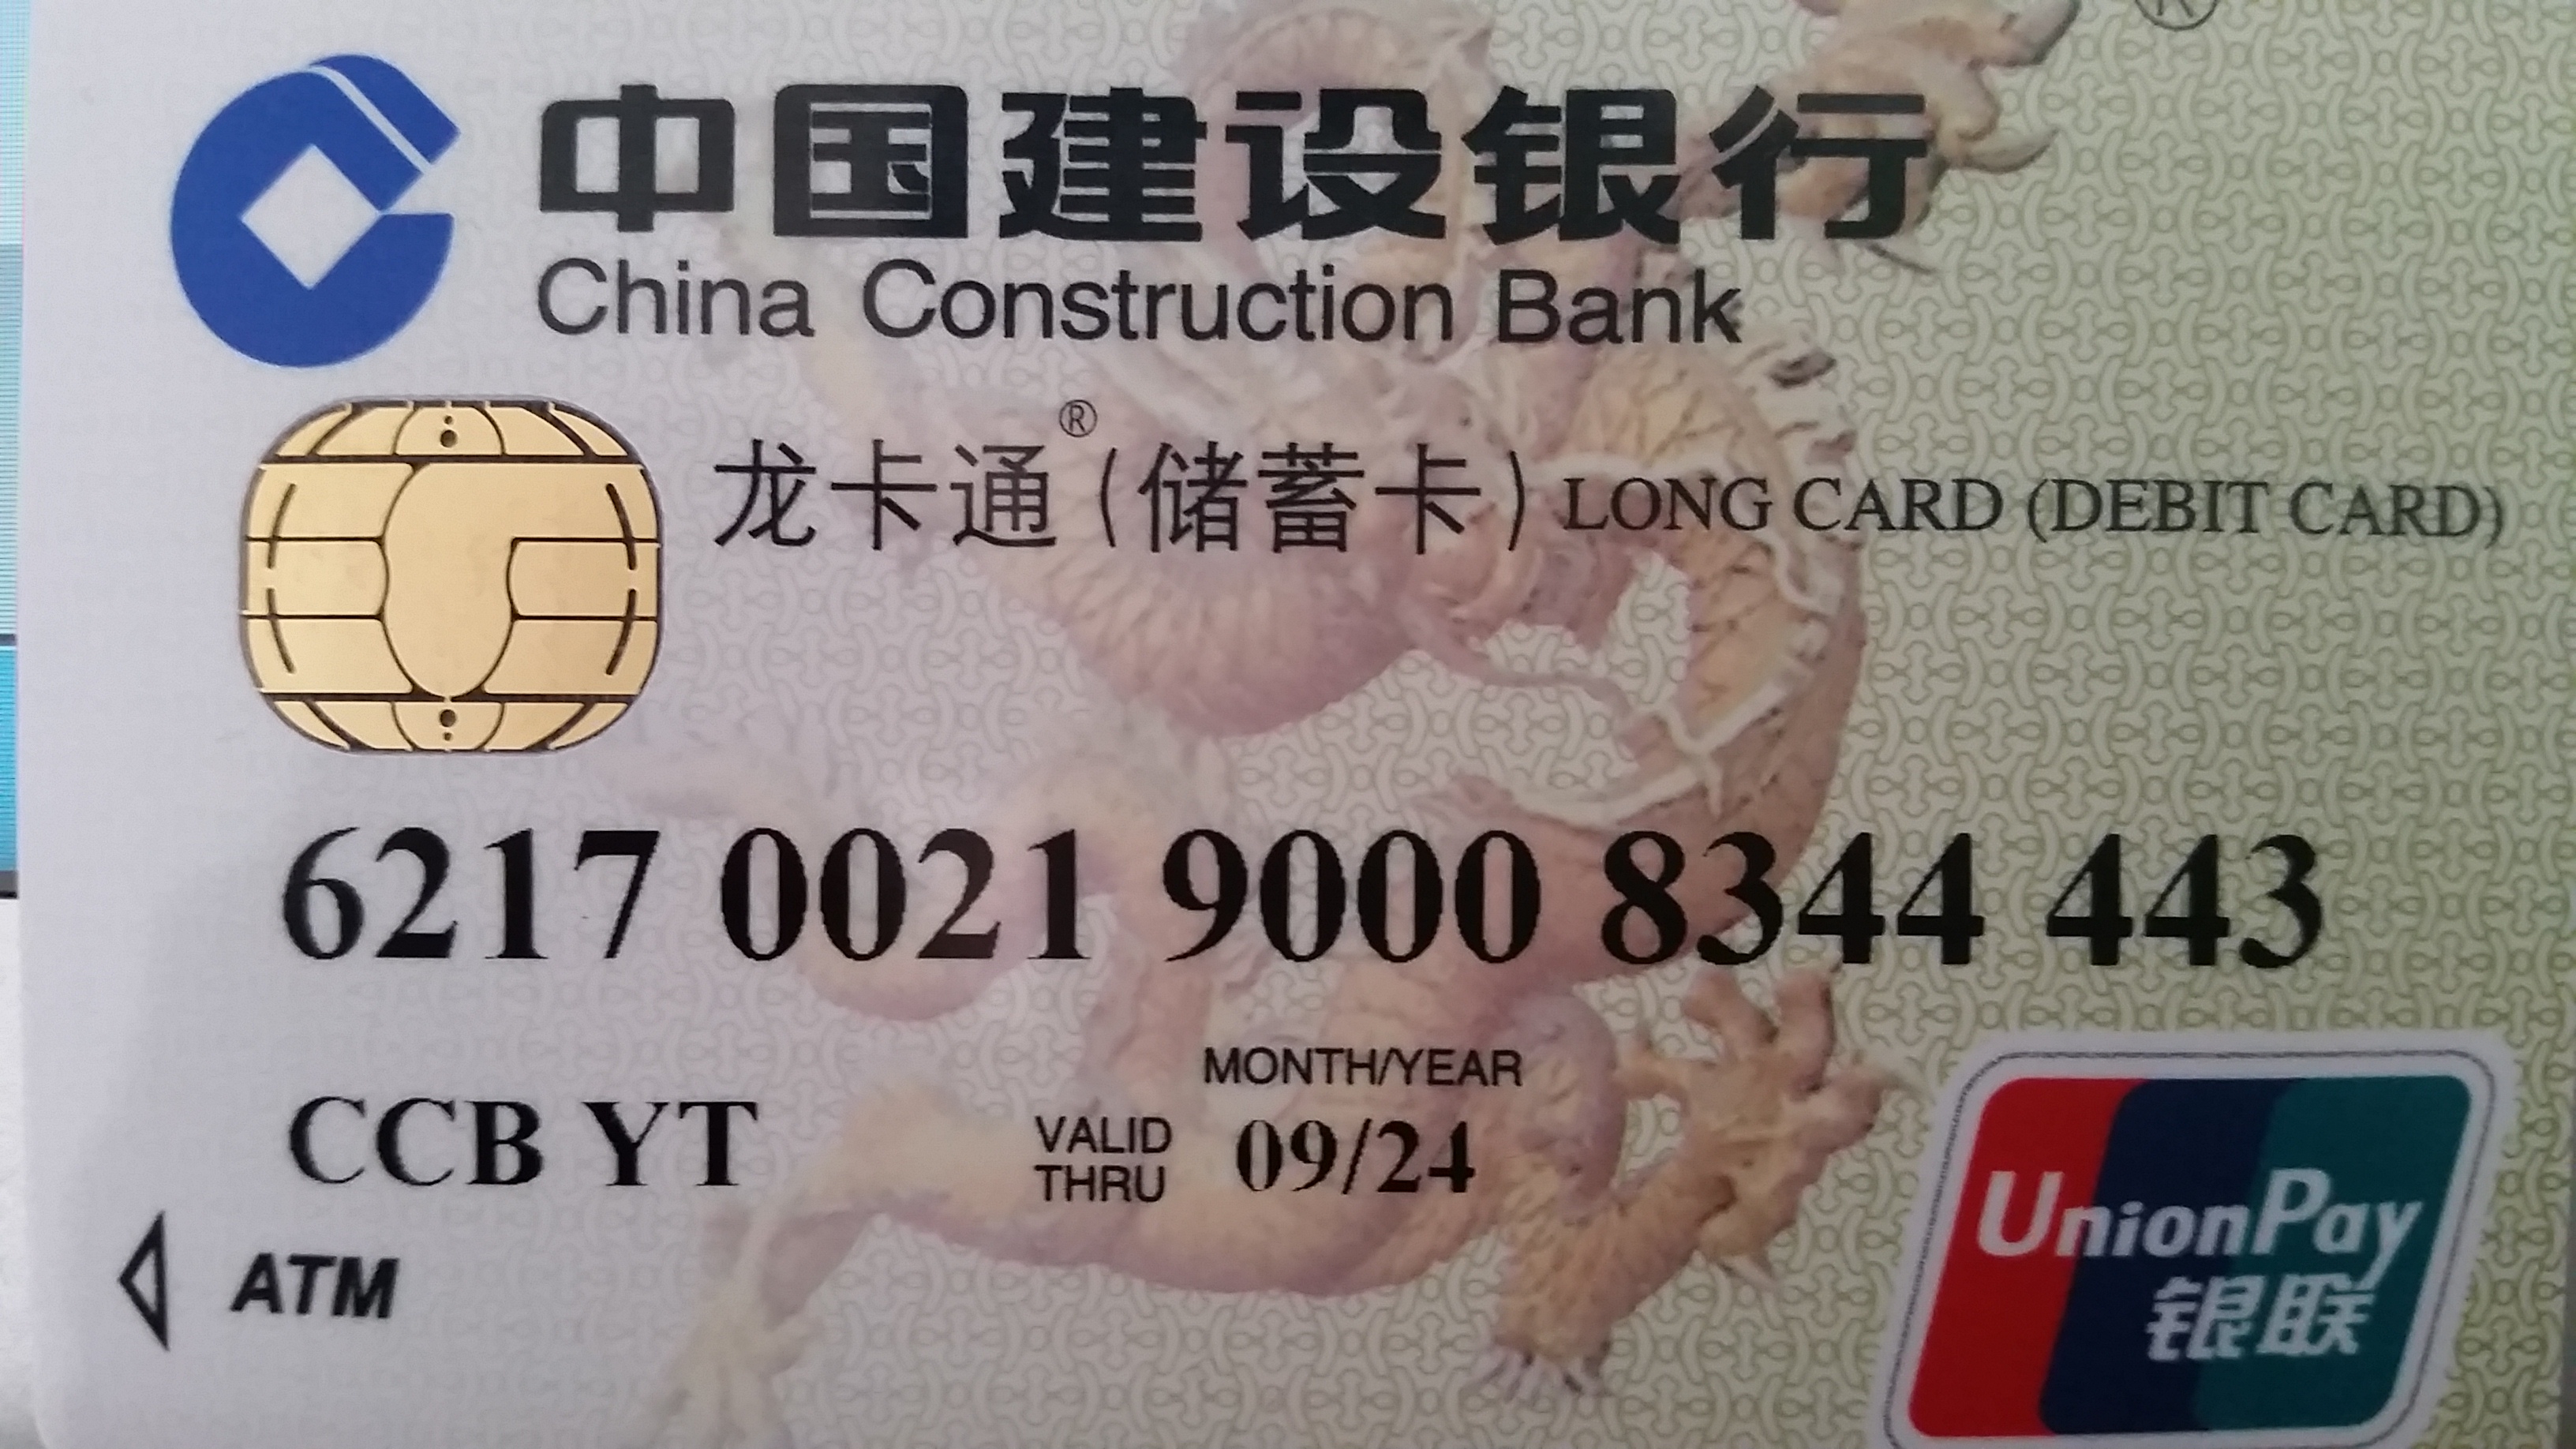 ®
中国建设银行
China Construction Bank
龙卡通®(储蓄卡) LONG CARD (DEBIT CARD)
6217 0021 9000 8344 443
MONTH/YEAR
CCB YT VALID THRU 09/24
ATM
UnionPay
银联